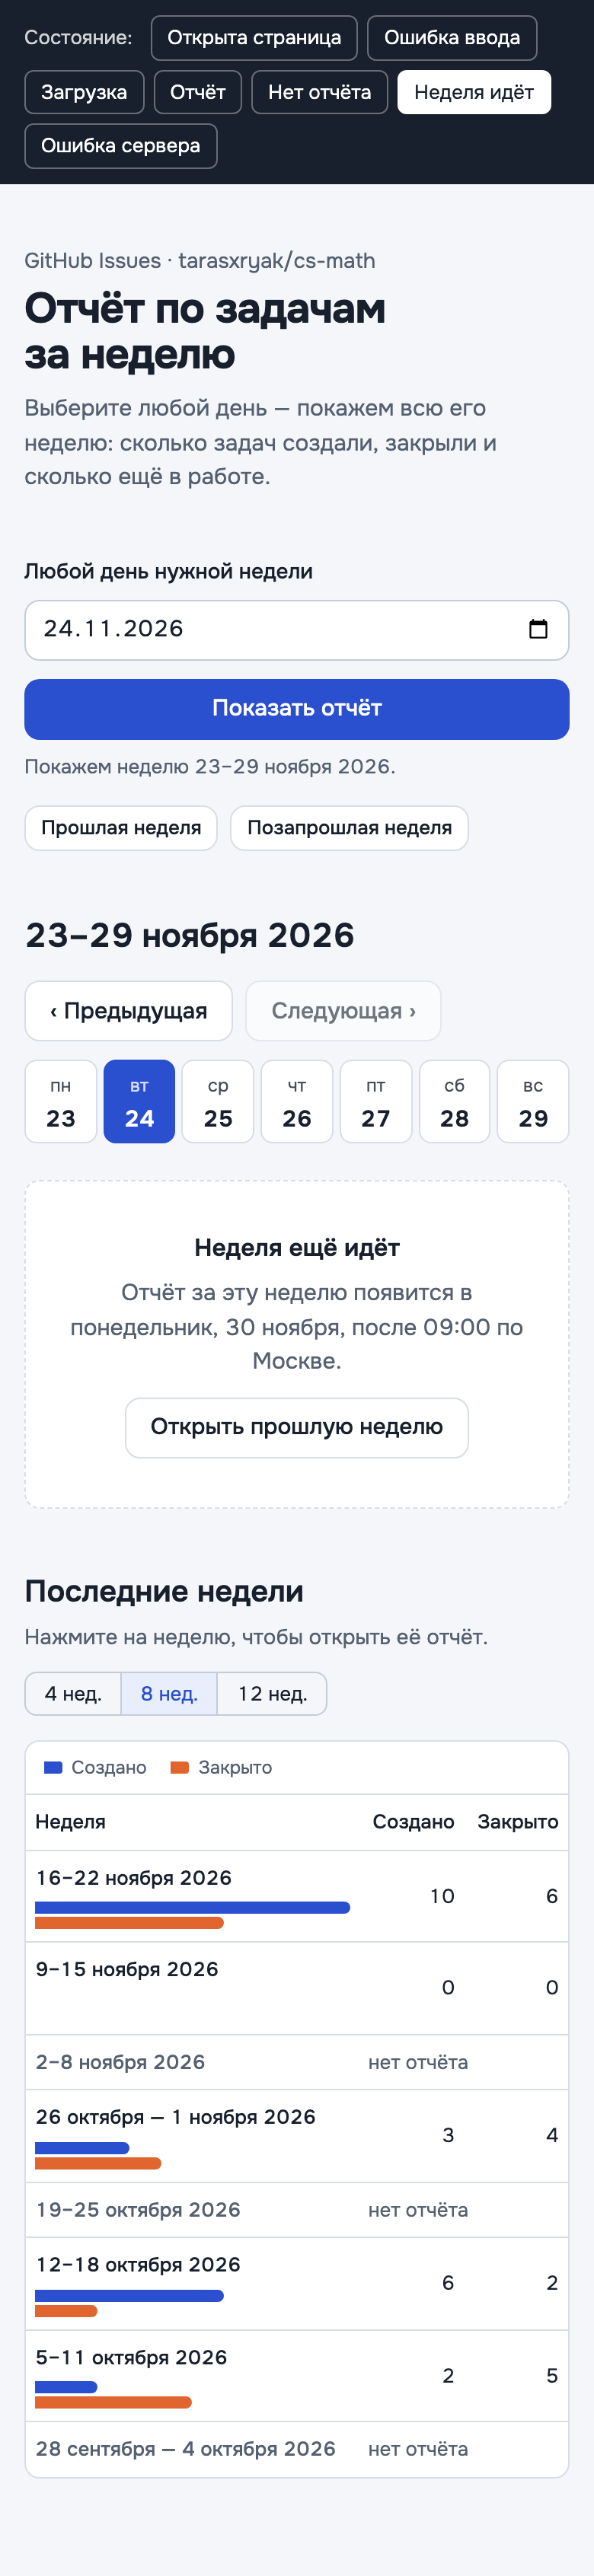 Состояние: Открыта страница Ошибка ввода
Загрузка Отчёт Нет отчёта Неделя идёт
Ошибка сервера
GitHub Issues · tarasxryak/cs-math
Отчёт по задачам
за неделю
Выберите любой день — покажем всю его
неделю: сколько задач создали, закрыли и
сколько ещё в работе.
Любой день нужной недели
24.11.2026
Показать отчёт
Покажем неделю 23–29 ноября 2026.
Прошлая неделя Позапрошлая неделя
23–29 ноября 2026
‹ Предыдущая Следующая ›
пн вт ср чт пт сб вс
23 24 25 26 27 28 29
Неделя ещё идёт
Отчёт за эту неделю появится в
понедельник, 30 ноября, после 09:00 по
Москве.
Открыть прошлую неделю
Последние недели
Нажмите на неделю, чтобы открыть её отчёт.
4 нед. 8 нед. 12 нед.
Создано Закрыто
Неделя Создано Закрыто
16–22 ноября 2026 10 6
9–15 ноября 2026 0 0
2–8 ноября 2026 нет отчёта
26 октября — 1 ноября 2026 3 4
19–25 октября 2026 нет отчёта
12–18 октября 2026 6 2
5–11 октября 2026 2 5
28 сентября — 4 октября 2026 нет отчёта